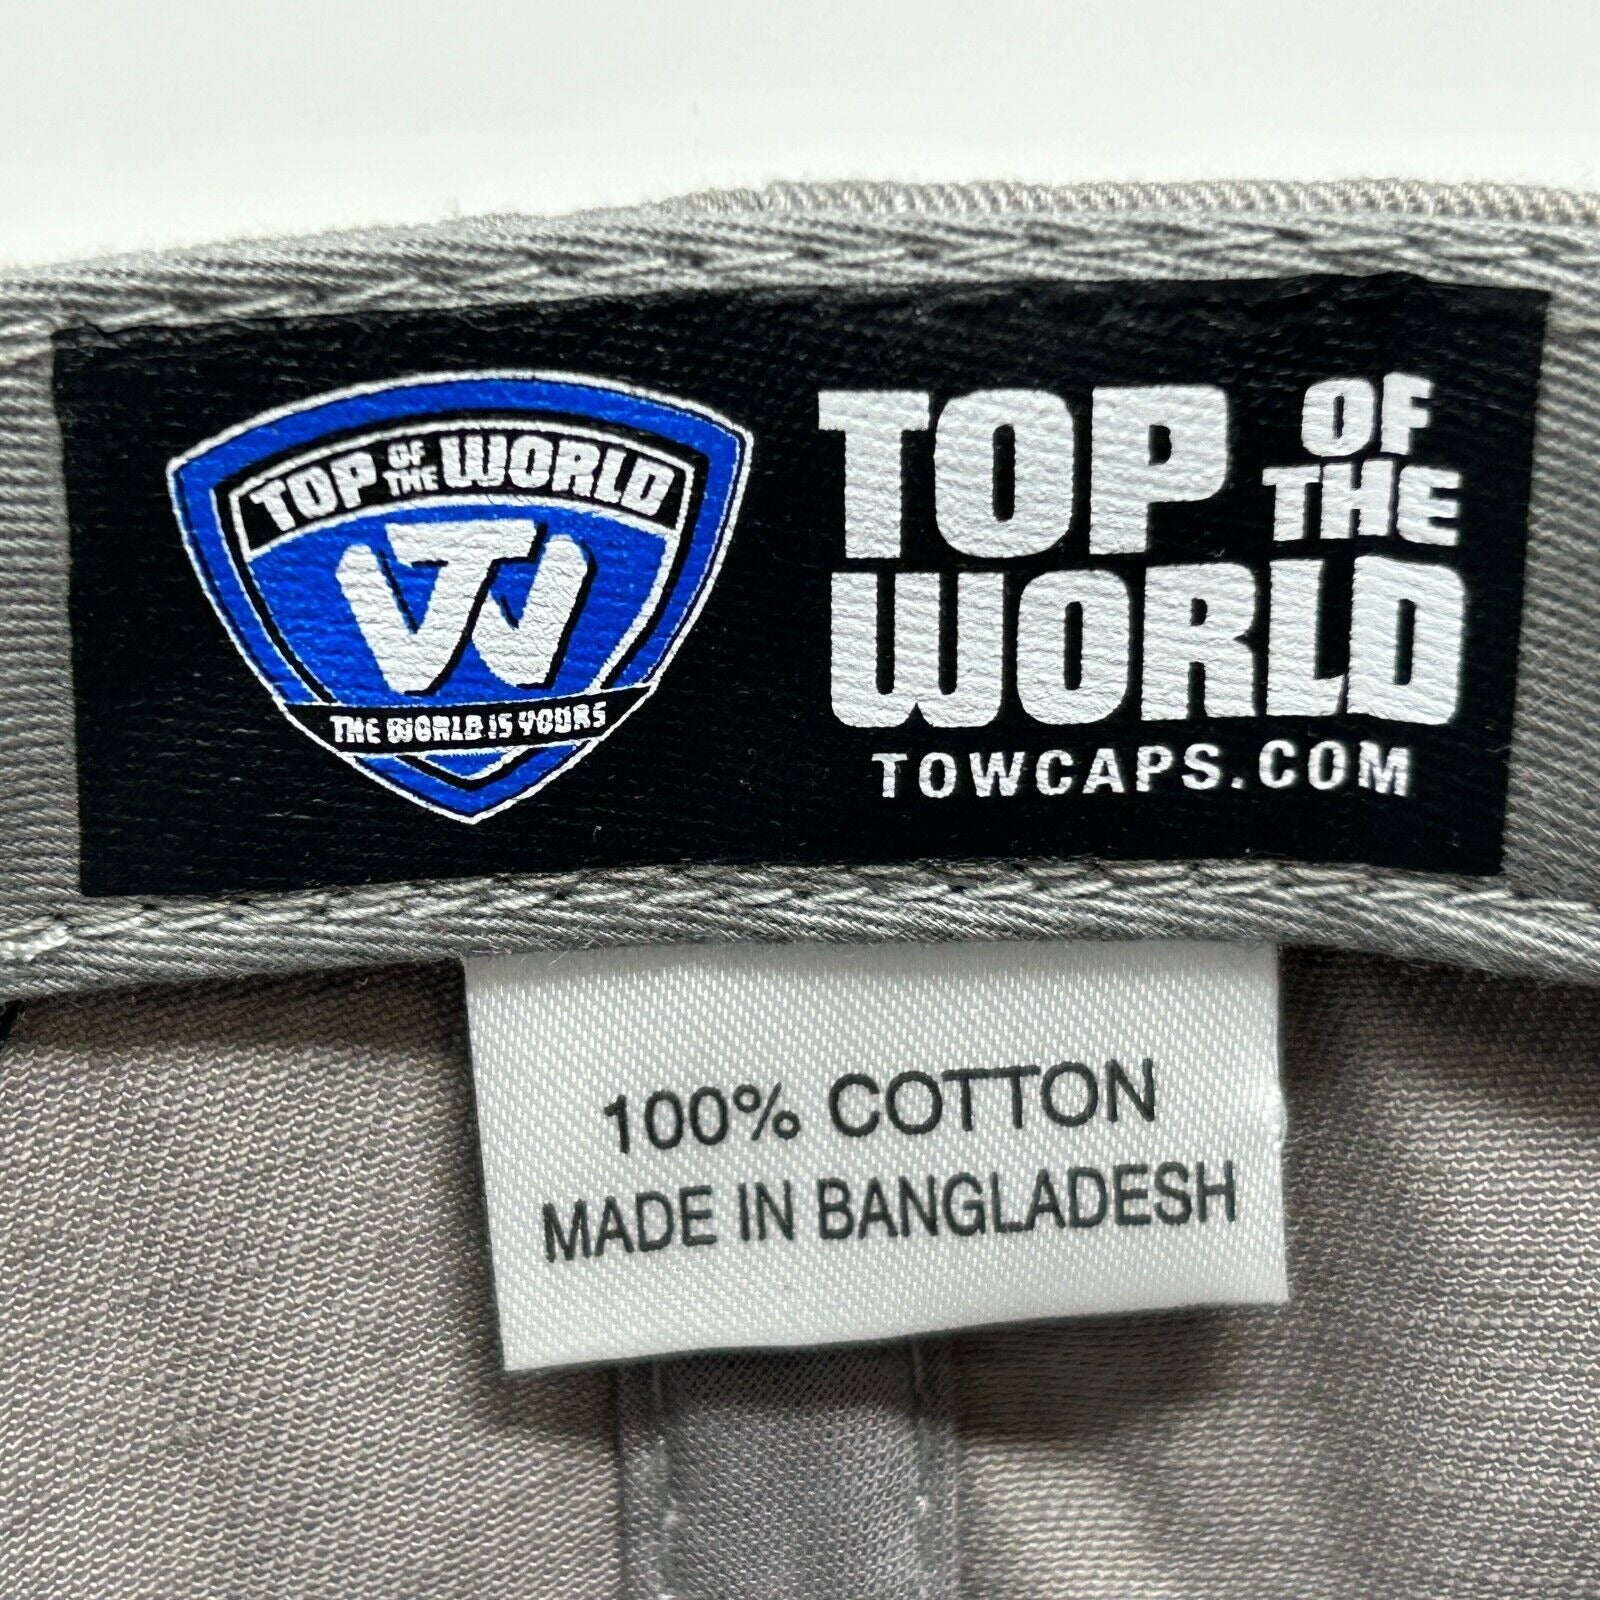 TOP OF THE WORLD
TW
THE WORLD IS YOURS
TOP OF THE
WORLD
TOWCAPS.COM
100% COTTON
MADE IN BANGLADESH